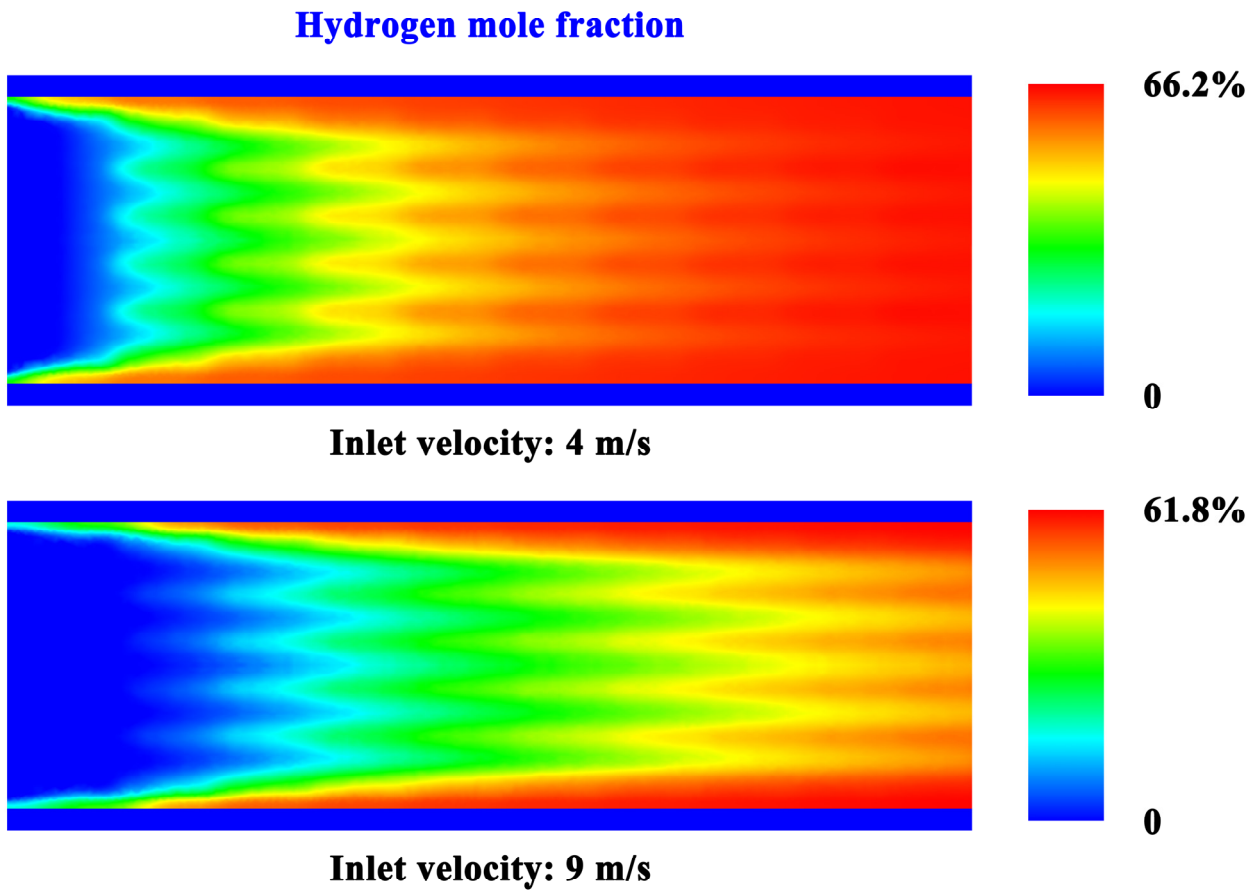 Hydrogen mole fraction
66.2%
0
Inlet velocity: 4 m/s
61.8%
0
Inlet velocity: 9 m/s